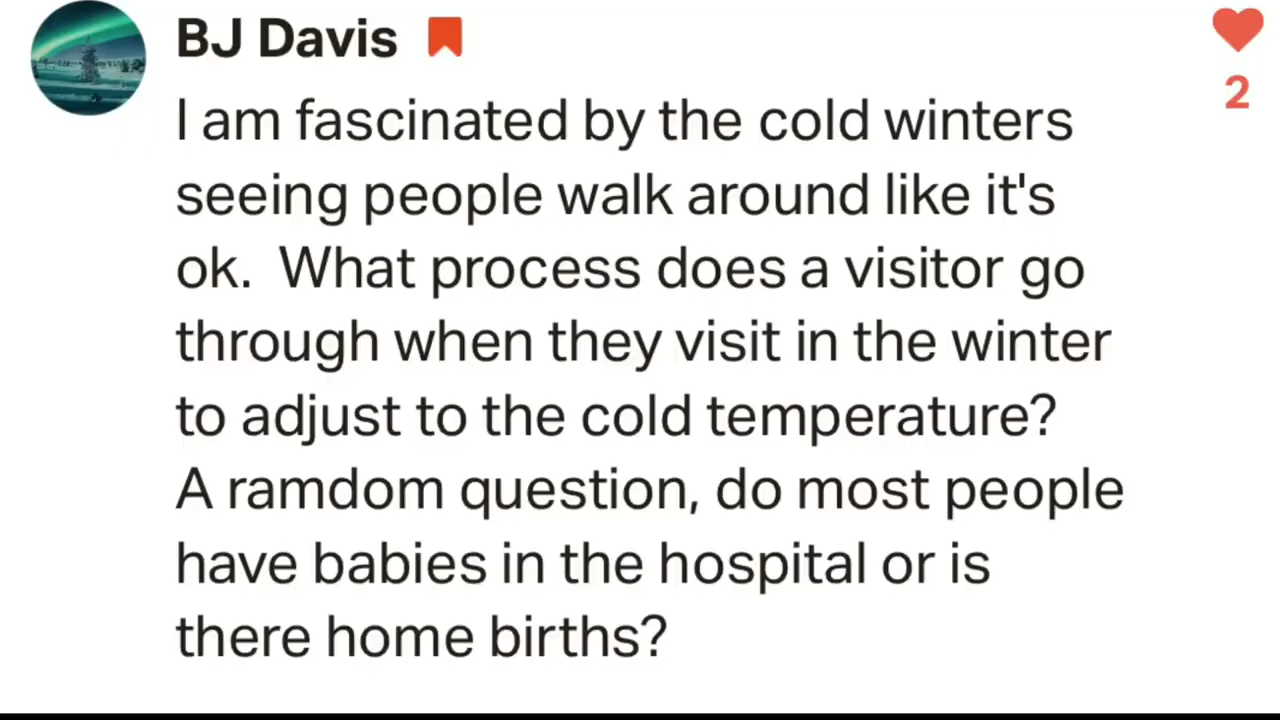 BJ Davis
2
I am fascinated by the cold winters
seeing people walk around like it's
ok.  What process does a visitor go
through when they visit in the winter
to adjust to the cold temperature?
A ramdom question, do most people
have babies in the hospital or is
there home births?